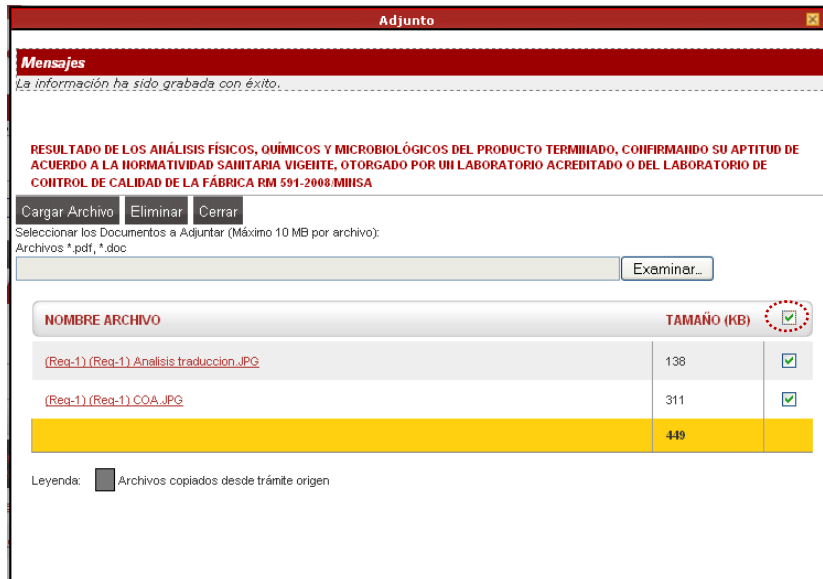 Adjunto
Mensajes
La información ha sido grabada con éxito.
RESULTADO DE LOS ANÁLISIS FÍSICOS, QUÍMICOS Y MICROBIOLÓGICOS DEL PRODUCTO TERMINADO, CONFIRMANDO SU APTITUD DE
ACUERDO A LA NORMATIVIDAD SANITARIA VIGENTE, OTORGADO POR UN LABORATORIO ACREDITADO O DEL LABORATORIO DE
CONTROL DE CALIDAD DE LA FÁBRICA RM 591-2008/MINSA
Cargar Archivo Eliminar Cerrar
Seleccionar los Documentos a Adjuntar (Máximo 10 MB por archivo):
Archivos *.pdf, *.doc
Examinar...
NOMBRE ARCHIVO TAMAÑO (KB)
(Req-1) (Req-1) Analisis traduccion.JPG 138
(Req-1) (Req-1) COA.JPG 311
449
Leyenda: Archivos copiados desde trámite origen